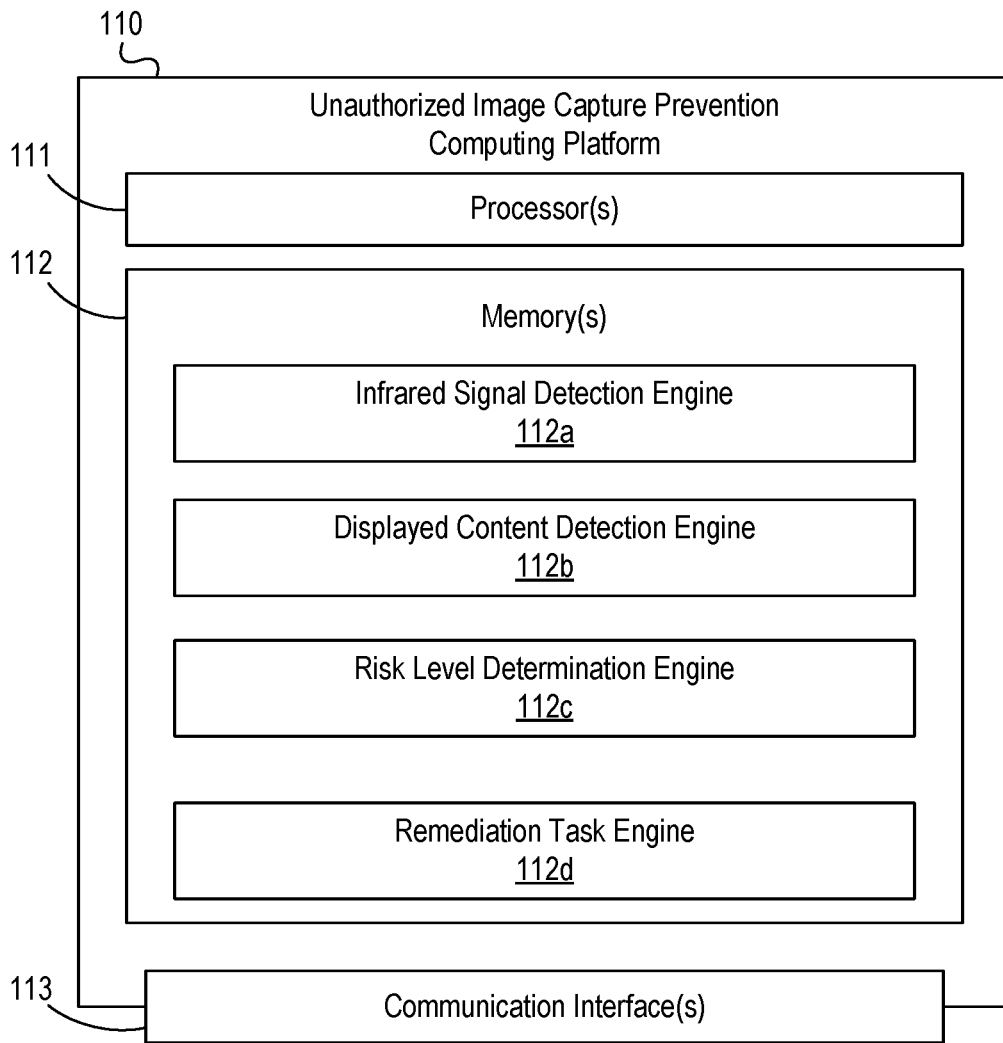 110
Unauthorized Image Capture Prevention
Computing Platform
111
Processor(s)
112
Memory(s)
Infrared Signal Detection Engine
112a
Displayed Content Detection Engine
112b
Risk Level Determination Engine
112c
Remediation Task Engine
112d
113
Communication Interface(s)